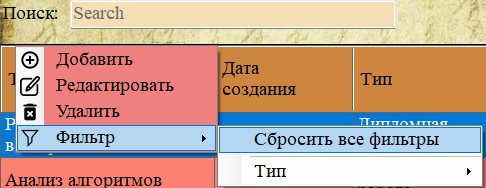 Поиск: Search
Добавить
Редактировать
Удалить
Фильтр
Дата
создания
Тип
Дипломная
Сбросить все фильтры
Тип
Анализ алгоритмов